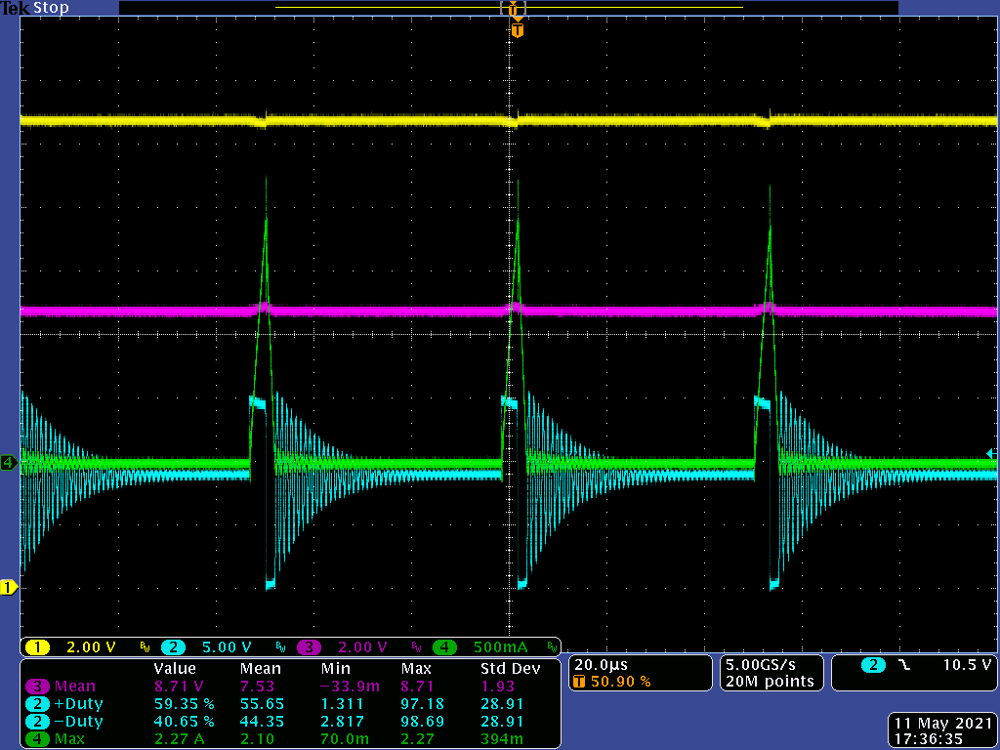 Tek Stop
T
T
4
1
1 2.00 V BW 2 5.00 V BW 3 2.00 V BW 4 500mA BW
Value Mean Min Max Std Dev
3 Mean 8.71 V 7.53 −33.9m 8.71 1.93
2 +Duty 59.35 % 55.65 1.311 97.18 28.91
2 −Duty 40.65 % 44.35 2.817 98.69 28.91
4 Max 2.27 A 2.10 70.0m 2.27 394m
20.0µs
T 50.90 %
5.00GS/s
20M points
2 10.5 V
11 May 2021
17:36:35